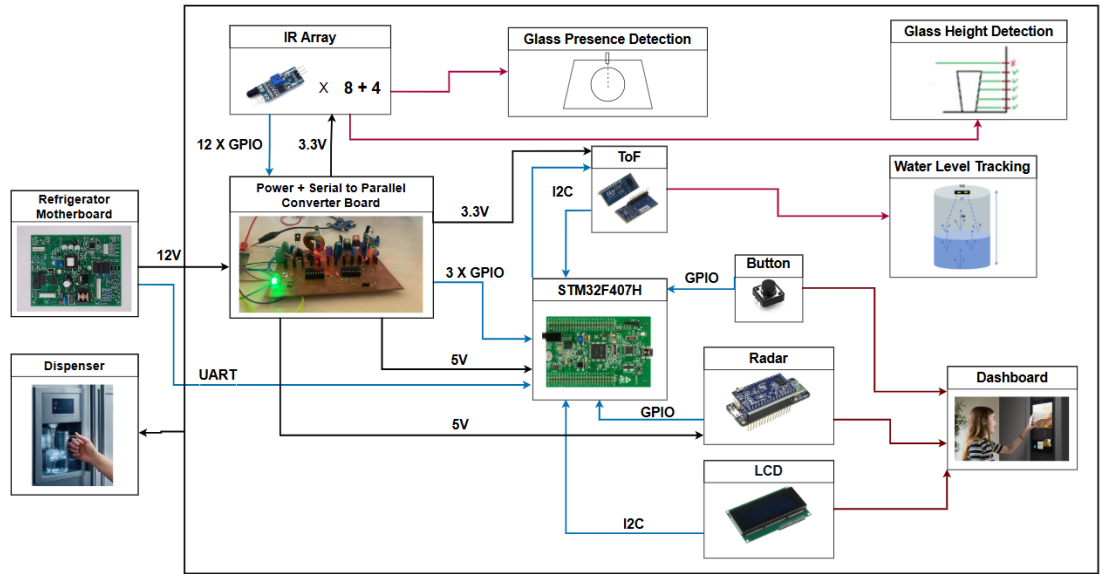 IR Array
X 8 + 4
Glass Presence Detection
Glass Height Detection
12 X GPIO
3.3V
ToF
Water Level Tracking
Power + Serial to Parallel
Converter Board
I2C
3.3V
Refrigerator
Motherboard
12V
3 X GPIO
Button
GPIO
STM32F407H
Dispenser
UART
5V
Radar
Dashboard
GPIO
5V
LCD
I2C